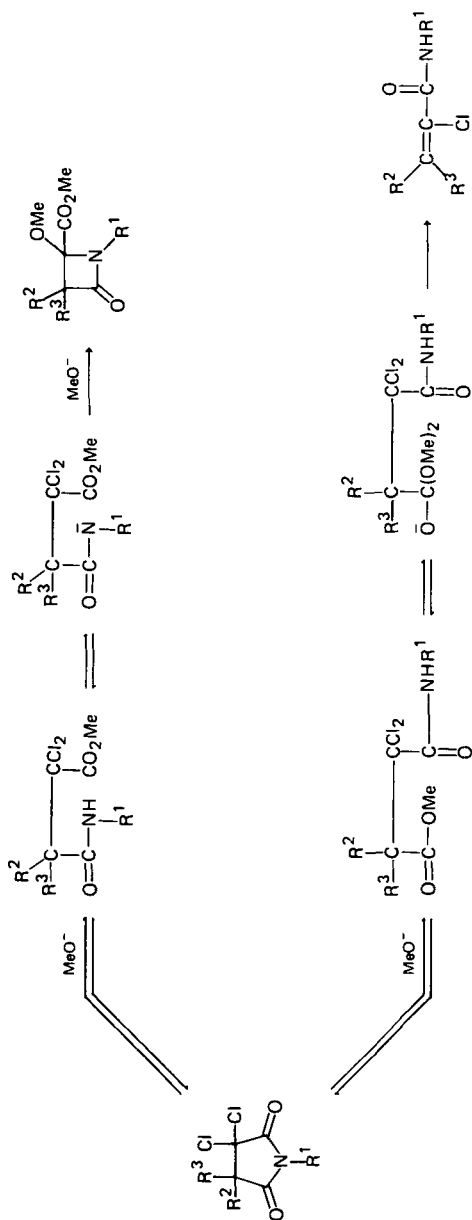 R² R³ Cl Cl O O N R¹
MeO⁻
R² R³ C CCl₂ O=C NH CO₂Me R¹
R² R³ C CCl₂ O=C N̄ CO₂Me R¹
MeO⁻
R² R³ OMe CO₂Me N O R¹
MeO⁻
R² R³ C CCl₂ O=C OMe C NHR¹ O
R² R³ C CCl₂ Ō C(OMe)₂ C NHR¹ O
R² R³ C=C Cl C NHR¹ O